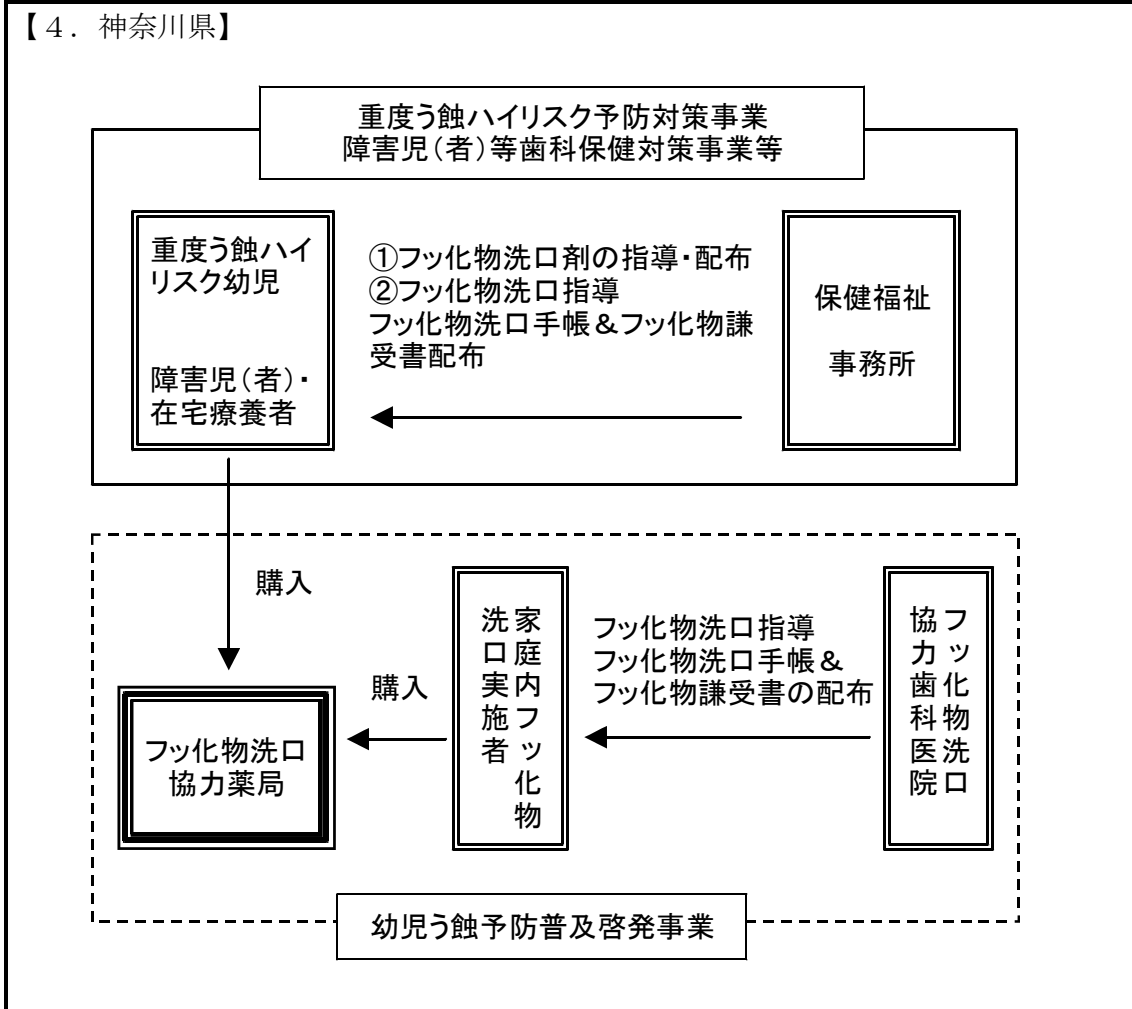 【４．神奈川県】
重度う蝕ハイリスク予防対策事業
障害児（者）等歯科保健対策事業等
重度う蝕ハイ
リスク幼児
障害児（者）・
在宅療養者
①フッ化物洗口剤の指導・配布
②フッ化物洗口指導
フッ化物洗口手帳＆フッ化物謙
受書配布
保健福祉
事務所
購入
フッ化物洗口
協力薬局
購入
家庭内フッ化物
洗口実施者
フッ化物洗口指導
フッ化物洗口手帳＆
フッ化物謙受書の配布
フッ化物洗口
協力歯科医院
幼児う蝕予防普及啓発事業